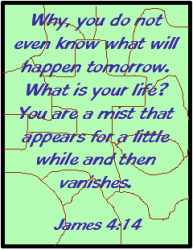 Why, you do not
even know what will
happen tomorrow.
What is your life?
You are a mist that
appears for a little
while and then
vanishes.
James 4:14